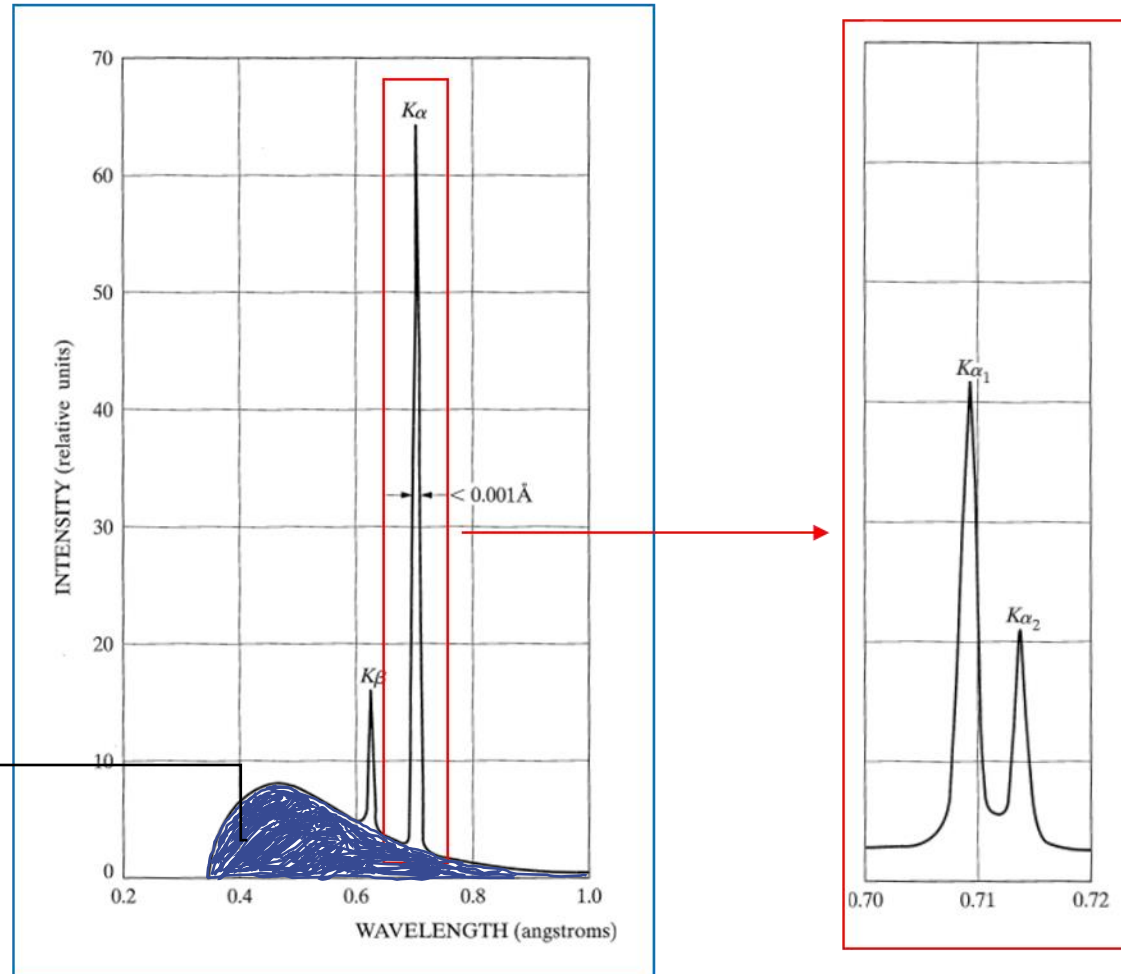 70
60
50
40
30
20
10
0
INTENSITY (relative units)
Kα
< 0.001Å
Kβ
0.2 0.4 0.6 0.8 1.0
WAVELENGTH (angstroms)
Kα₁
Kα₂
0.70 0.71 0.72